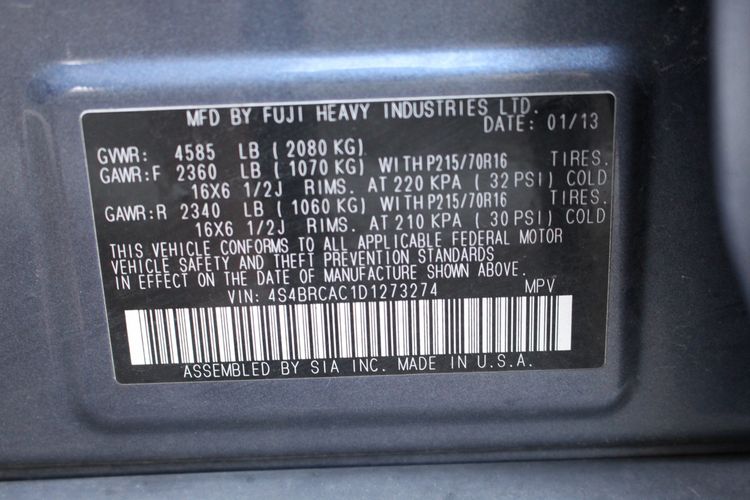 MFD BY FUJI HEAVY INDUSTRIES LTD.
DATE: 01/13
GVWR: 4585 LB (2080 KG)
GAWR:F 2360 LB (1070 KG) WITH P215/70R16 TIRES.
16X6 1/2J RIMS. AT 220 KPA (32 PSI) COLD
GAWR:R 2340 LB (1060 KG) WITH P215/70R16 TIRES.
16X6 1/2J RIMS. AT 210 KPA (30 PSI) COLD
THIS VEHICLE CONFORMS TO ALL APPLICABLE FEDERAL MOTOR
VEHICLE SAFETY AND THEFT PREVENTION STANDARDS
IN EFFECT ON THE DATE OF MANUFACTURE SHOWN ABOVE.
VIN: 4S4BRCAC1D1273274 MPV
ASSEMBLED BY SIA INC. MADE IN U.S.A.